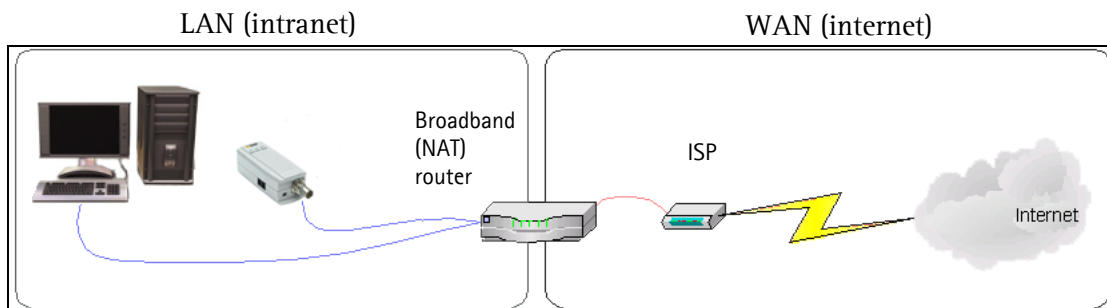 LAN (intranet)
WAN (internet)
Broadband
(NAT)
router
ISP
Internet